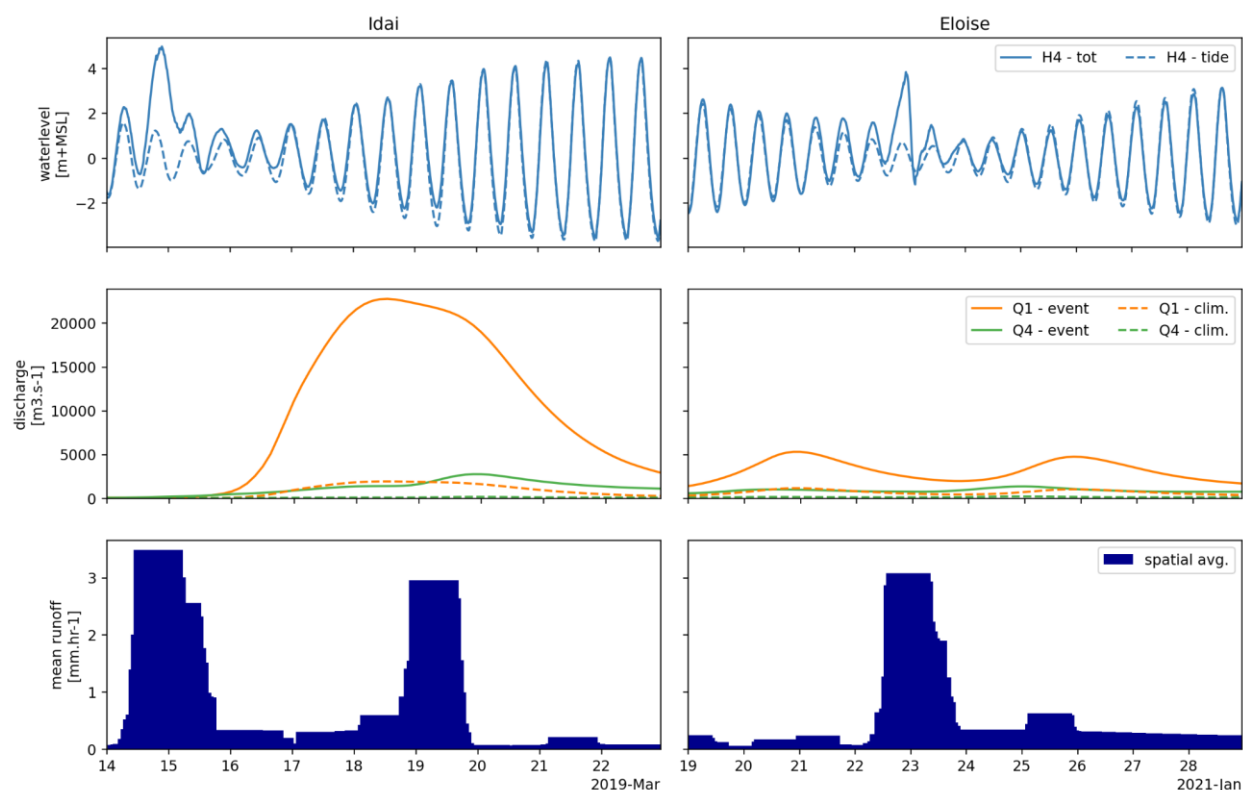 Idai
Eloise
waterlevel
[m+MSL]
4
2
0
−2
H4 - tot
H4 - tide
discharge
[m3.s-1]
20000
15000
10000
5000
0
Q1 - event
Q1 - clim.
Q4 - event
Q4 - clim.
mean runoff
[mm.hr-1]
3
2
1
0
spatial avg.
14 15 16 17 18 19 20 21 22
2019-Mar
19 20 21 22 23 24 25 26 27 28
2021-Jan